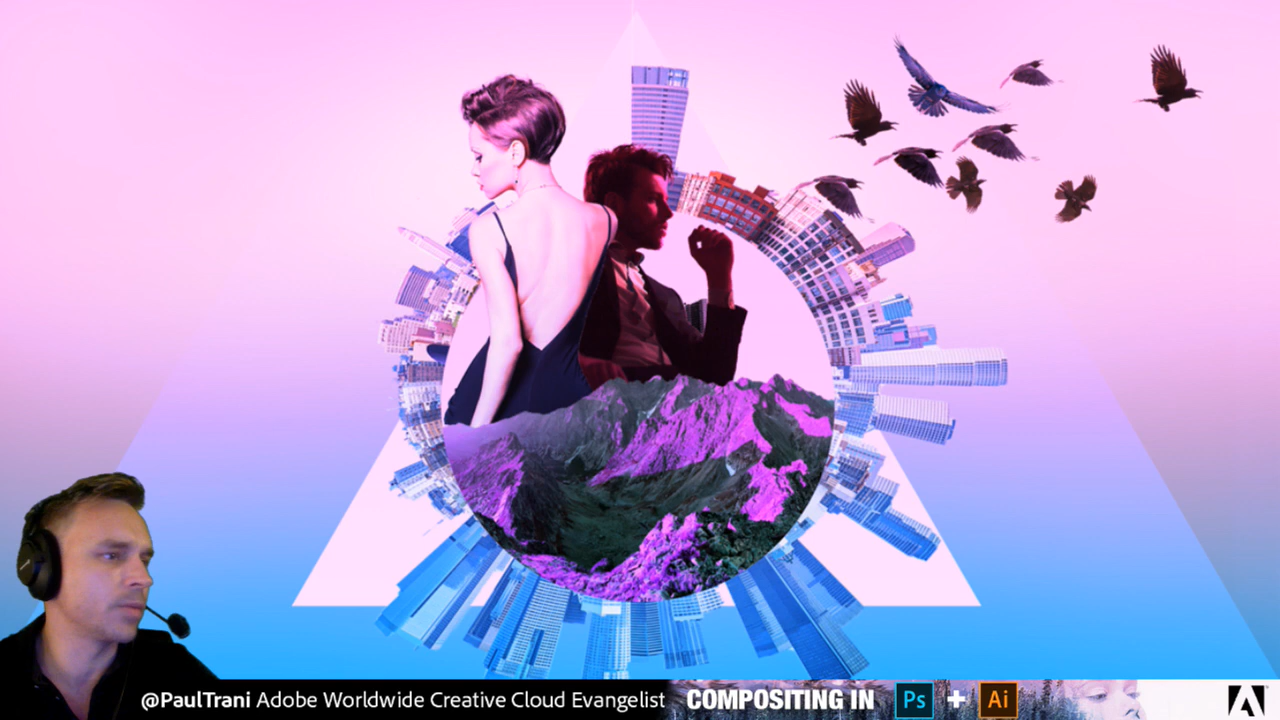 @PaulTrani Adobe Worldwide Creative Cloud Evangelist
COMPOSITING IN Ps + Ai